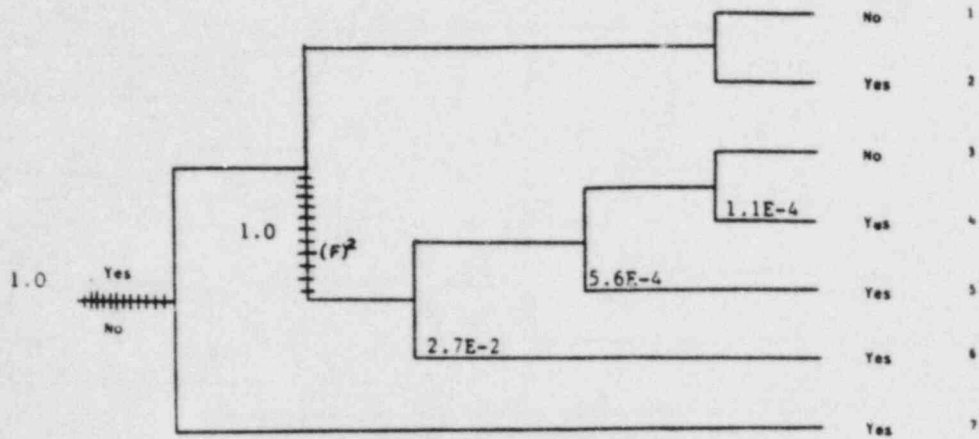 No 1
Yes 2
No 3
1.1E-4
1.0
Yes 4
(F)²
Yes
1.0
5.6E-4
Yes 5
No
2.7E-2
Yes 6
Yes